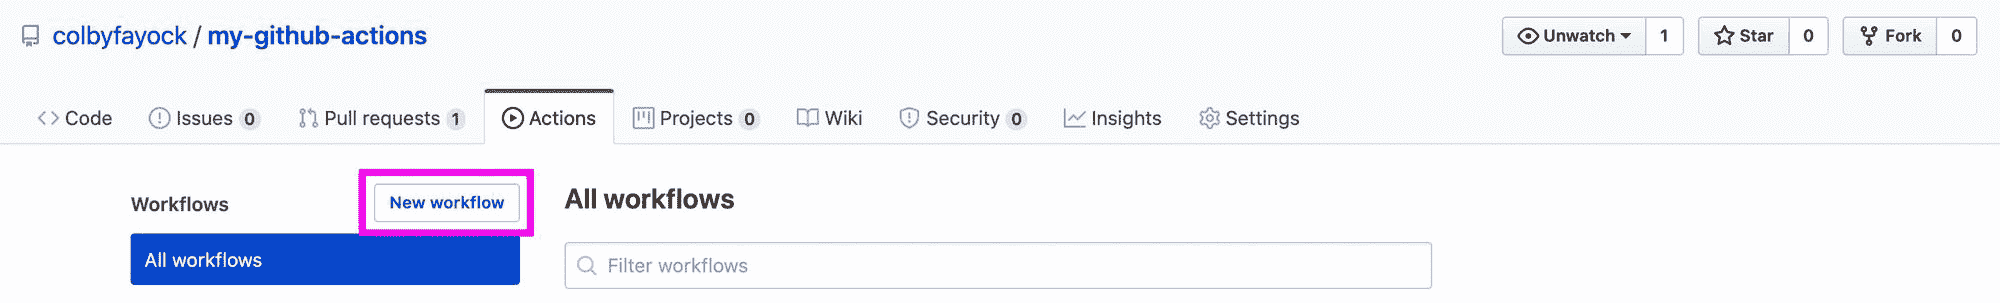 colbyfayock / my-github-actions
Unwatch 1 Star 0 Fork 0
Code Issues 0 Pull requests 1 Actions Projects 0 Wiki Security 0 Insights Settings
Workflows New workflow
All workflows
All workflows
Filter workflows